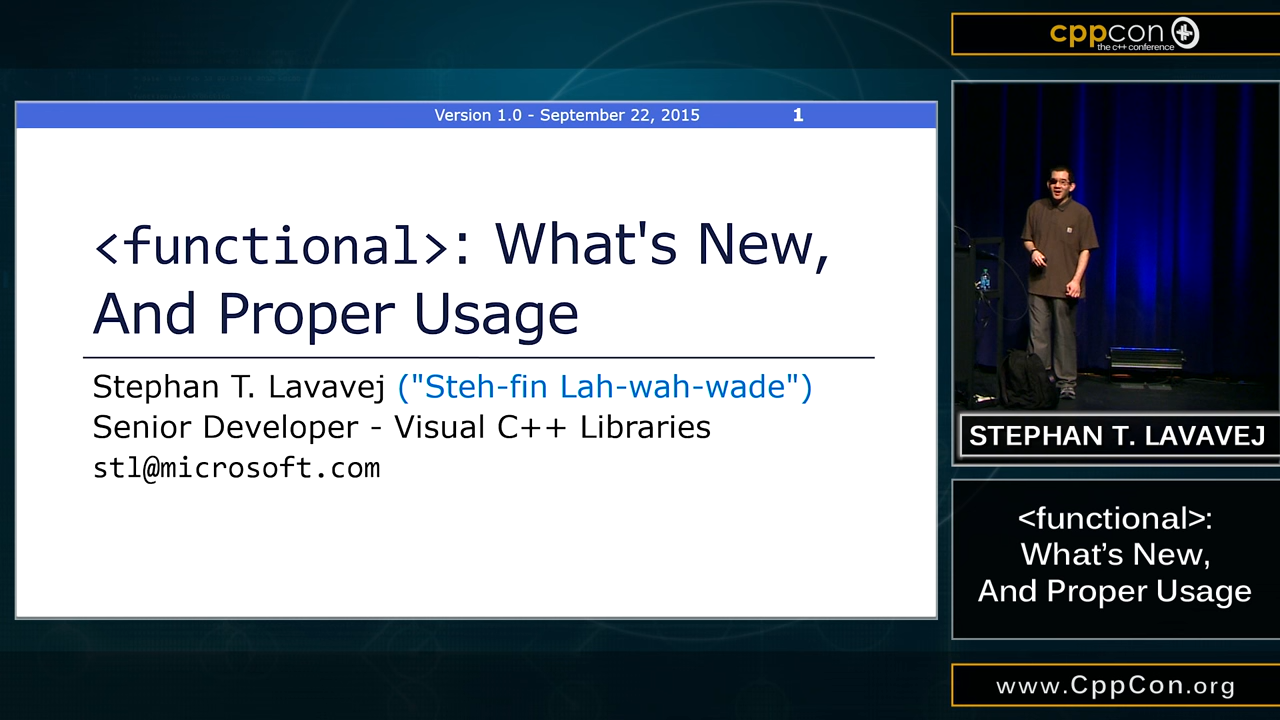 Version 1.0 - September 22, 2015 1
<functional>: What's New,
And Proper Usage
Stephan T. Lavavej ("Steh-fin Lah-wah-wade")
Senior Developer - Visual C++ Libraries
stl@microsoft.com
cppcon
the c++ conference
STEPHAN T. LAVAVEJ
<functional>:
What’s New,
And Proper Usage
www.CppCon.org